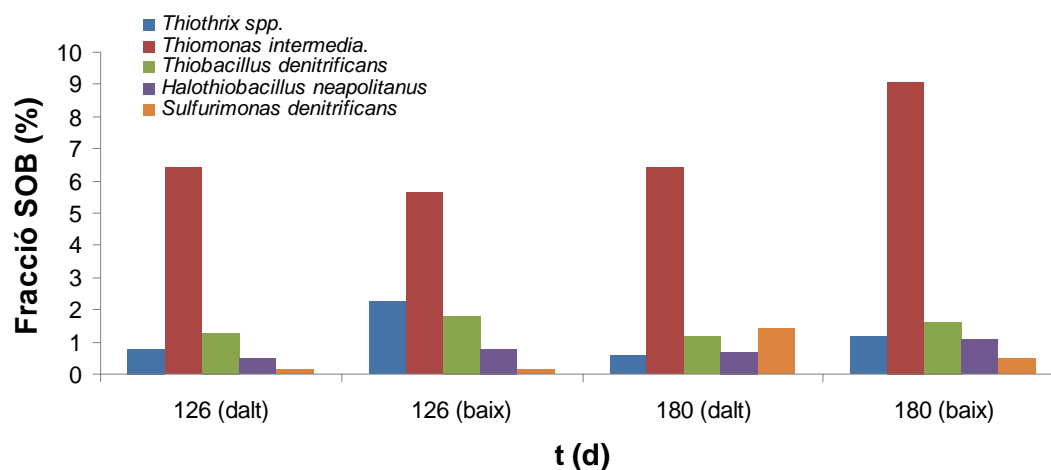 Thiothrix spp.
Thiomonas intermedia.
Thiobacillus denitrificans
Halothiobacillus neapolitanus
Sulfurimonas denitrificans
Fracció SOB (%)
10
9
8
7
6
5
4
3
2
1
0
126 (dalt) 126 (baix) 180 (dalt) 180 (baix)
t (d)